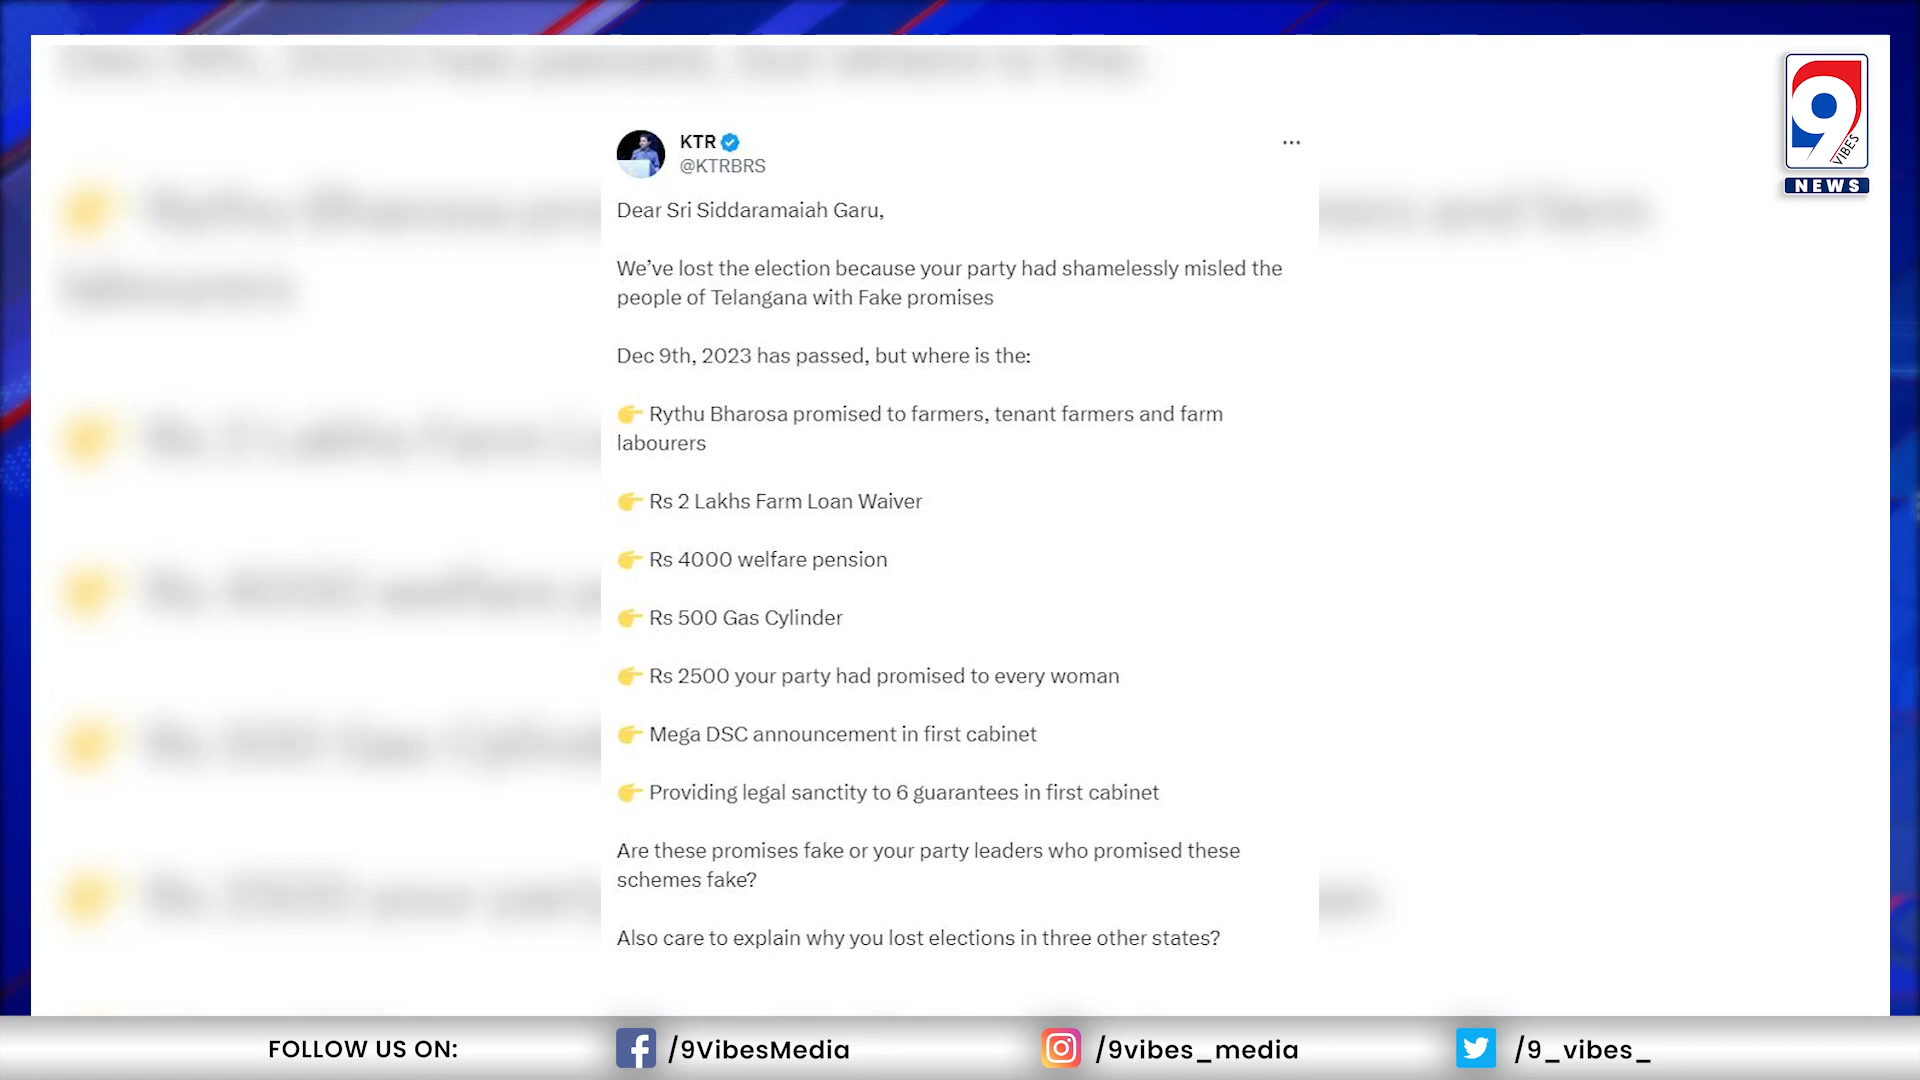 KTR
@KTRBRS
Dear Sri Siddaramaiah Garu,
We’ve lost the election because your party had shamelessly misled the
people of Telangana with Fake promises
Dec 9th, 2023 has passed, but where is the:
👉 Rythu Bharosa promised to farmers, tenant farmers and farm
labourers
👉 Rs 2 Lakhs Farm Loan Waiver
👉 Rs 4000 welfare pension
👉 Rs 500 Gas Cylinder
👉 Rs 2500 your party had promised to every woman
👉 Mega DSC announcement in first cabinet
👉 Providing legal sanctity to 6 guarantees in first cabinet
Are these promises fake or your party leaders who promised these
schemes fake?
Also care to explain why you lost elections in three other states?
9 VIBES
NEWS
FOLLOW US ON:
/9VibesMedia
/9vibes_media
/9_vibes_